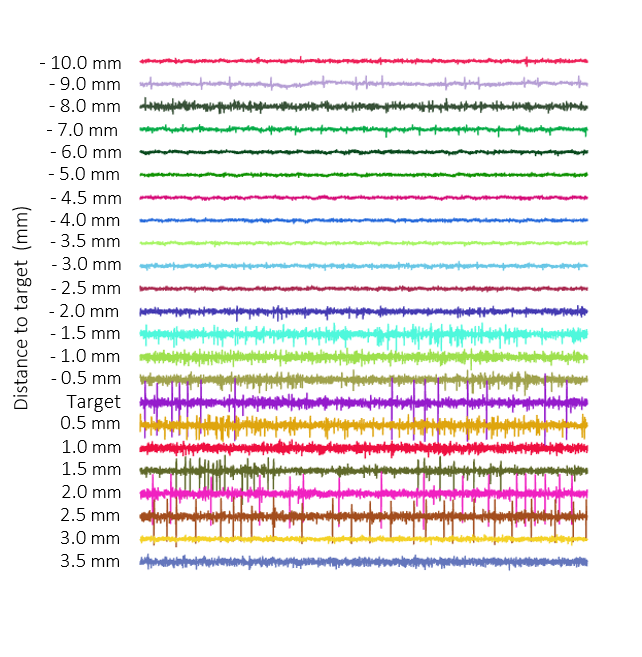 Distance to target (mm)
- 10.0 mm
- 9.0 mm
- 8.0 mm
- 7.0 mm
- 6.0 mm
- 5.0 mm
- 4.5 mm
- 4.0 mm
- 3.5 mm
- 3.0 mm
- 2.5 mm
- 2.0 mm
- 1.5 mm
- 1.0 mm
- 0.5 mm
Target
0.5 mm
1.0 mm
1.5 mm
2.0 mm
2.5 mm
3.0 mm
3.5 mm